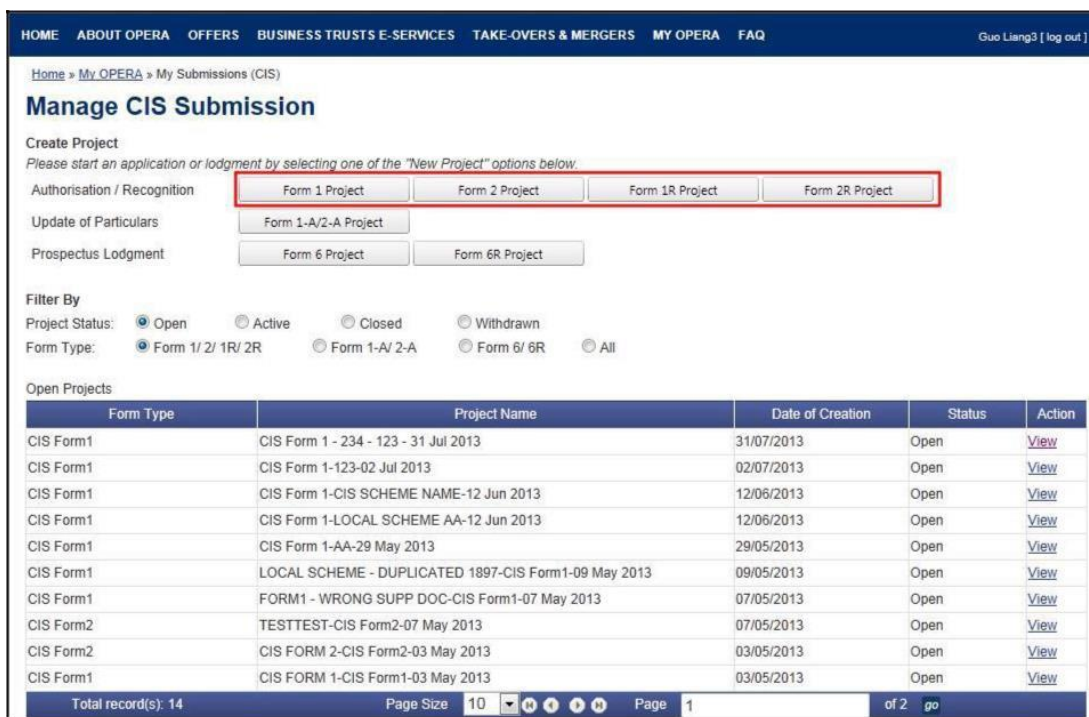 HOME ABOUT OPERA OFFERS BUSINESS TRUSTS E-SERVICES TAKE-OVERS & MERGERS MY OPERA FAQ Guo Liang3 [ log out ]
Home » My OPERA » My Submissions (CIS)
Manage CIS Submission
Create Project
Please start an application or lodgment by selecting one of the "New Project" options below.
Authorisation / Recognition Form 1 Project Form 2 Project Form 1R Project Form 2R Project
Update of Particulars Form 1-A/2-A Project
Prospectus Lodgment Form 6 Project Form 6R Project
Filter By
Project Status: Open Active Closed Withdrawn
Form Type: Form 1/ 2/ 1R/ 2R Form 1-A/ 2-A Form 6/ 6R All
Open Projects
Form Type Project Name Date of Creation Status Action
CIS Form1 CIS Form 1 - 234 - 123 - 31 Jul 2013 31/07/2013 Open View
CIS Form1 CIS Form 1-123-02 Jul 2013 02/07/2013 Open View
CIS Form1 CIS Form 1-CIS SCHEME NAME-12 Jun 2013 12/06/2013 Open View
CIS Form1 CIS Form 1-LOCAL SCHEME AA-12 Jun 2013 12/06/2013 Open View
CIS Form1 CIS Form 1-AA-29 May 2013 29/05/2013 Open View
CIS Form1 LOCAL SCHEME - DUPLICATED 1897-CIS Form1-09 May 2013 09/05/2013 Open View
CIS Form1 FORM1 - WRONG SUPP DOC-CIS Form1-07 May 2013 07/05/2013 Open View
CIS Form2 TESTTEST-CIS Form2-07 May 2013 07/05/2013 Open View
CIS Form2 CIS FORM 2-CIS Form2-03 May 2013 03/05/2013 Open View
CIS Form1 CIS FORM 1-CIS Form1-03 May 2013 03/05/2013 Open View
Total record(s): 14 Page Size 10 Page 1 of 2 go